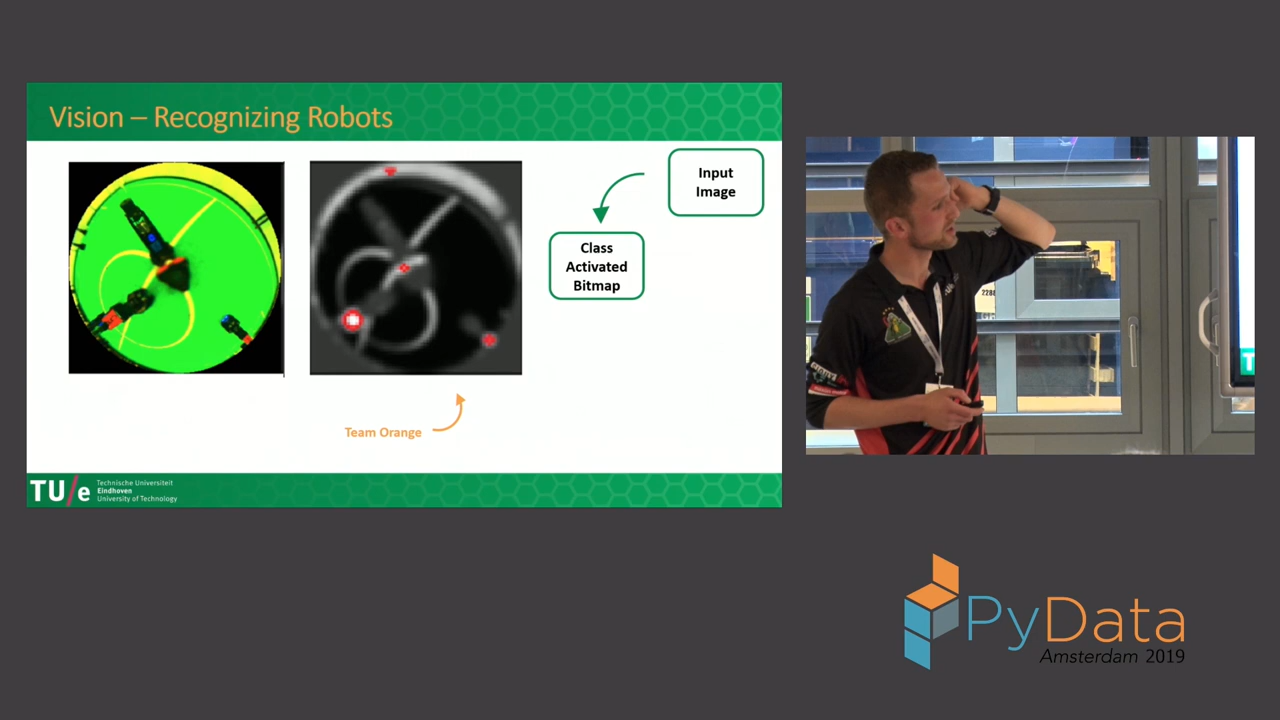 Vision – Recognizing Robots
Input
Image
Class
Activated
Bitmap
Team Orange
TU/e
Technische Universiteit
Eindhoven
University of Technology
2288
T
PyData
Amsterdam 2019